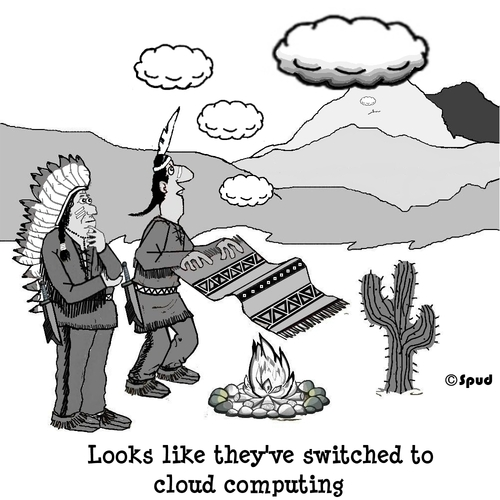 ©Spud
Looks like they've switched to
cloud computing